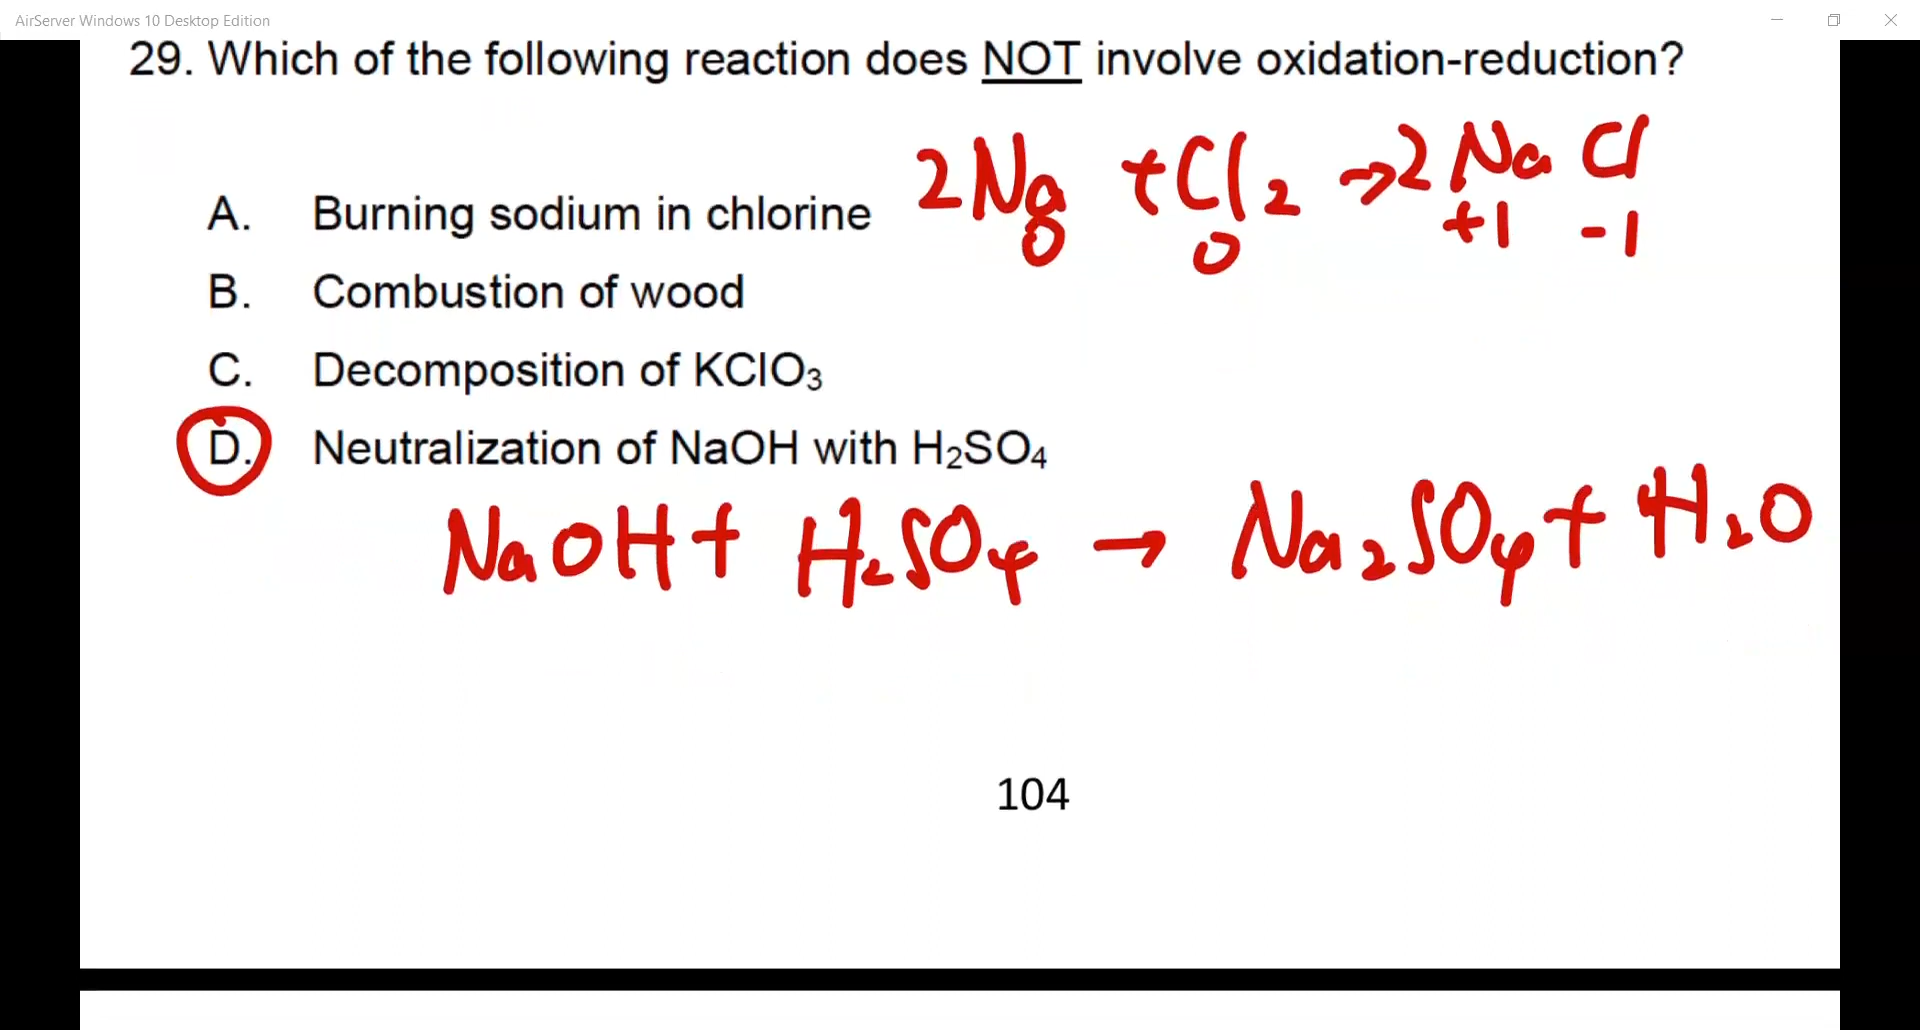 AirServer Windows 10 Desktop Edition
29. Which of the following reaction does NOT involve oxidation-reduction?
2Na + Cl₂ → 2NaCl
A. Burning sodium in chlorine
0 0 +1 -1
B. Combustion of wood
C. Decomposition of KClO₃
D. Neutralization of NaOH with H₂SO₄
NaOH + H₂SO₄ → Na₂SO₄ + H₂O
104